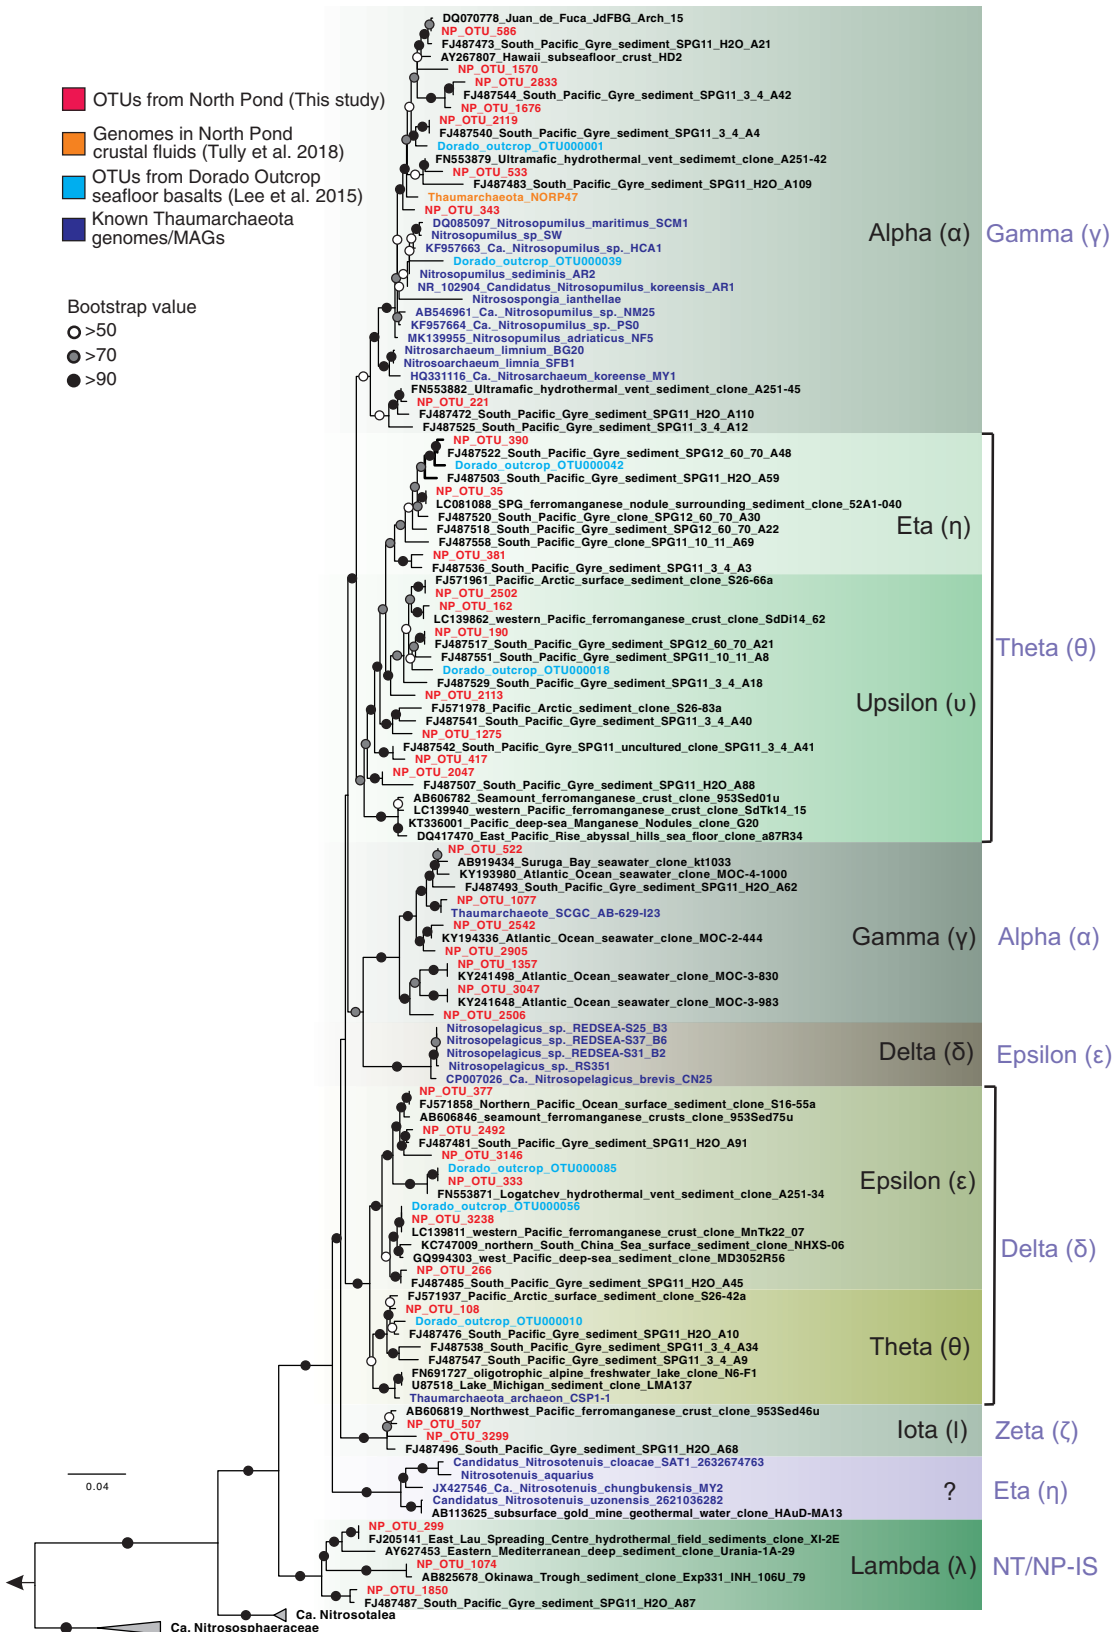 OTUs from North Pond (This study)
Genomes in North Pond
crustal fluids (Tully et al. 2018)
OTUs from Dorado Outcrop
seafloor basalts (Lee et al. 2015)
Known Thaumarchaeota
genomes/MAGs
Bootstrap value
>50
>70
>90
DQ070778_Juan_de_Fuca_JdFBG_Arch_15
NP_OTU_586
FJ487473_South_Pacific_Gyre_sediment_SPG11_H2O_A21
AY267807_Hawaii_subseafloor_crust_HD2
NP_OTU_1570
NP_OTU_2833
FJ487544_South_Pacific_Gyre_sediment_SPG11_3_4_A42
NP_OTU_1676
NP_OTU_2119
FJ487540_South_Pacific_Gyre_sediment_SPG11_3_4_A4
Dorado_outcrop_OTU000001
FN553879_Ultramafic_hydrothermal_vent_sedimemt_clone_A251-42
NP_OTU_533
FJ487483_South_Pacific_Gyre_sediment_SPG11_H2O_A109
Thaumarchaeota_NORP47
NP_OTU_343
DQ085097_Nitrosopumilus_maritimus_SCM1
Nitrosopumilus_sp_SW
KF957663_Ca._Nitrosopumilus_sp._HCA1
Dorado_outcrop_OTU000039
Nitrosopumilus_sediminis_AR2
NR_102904_Candidatus_Nitrosopumilus_koreensis_AR1
Nitrosospongia_ianthellae
AB546961_Ca._Nitrosopumilus_sp._NM25
KF957664_Ca._Nitrosopumilus_sp._PS0
MK139955_Nitrosopumilus_adriaticus_NF5
Nitrosarchaeum_limnium_BG20
Nitrosoarchaeum_limnia_SFB1
HQ331116_Ca._Nitrosarchaeum_koreense_MY1
FN553882_Ultramafic_hydrothermal_vent_sediment_clone_A251-45
NP_OTU_221
FJ487472_South_Pacific_Gyre_sediment_SPG11_H2O_A110
FJ487525_South_Pacific_Gyre_sediment_SPG11_3_4_A12
Alpha (α)
Gamma (γ)
NP_OTU_390
FJ487522_South_Pacific_Gyre_sediment_SPG12_60_70_A48
Dorado_outcrop_OTU000042
FJ487503_South_Pacific_Gyre_sediment_SPG11_H2O_A59
NP_OTU_35
LC081088_SPG_ferromanganese_nodule_surrounding_sediment_clone_52A1-040
FJ487520_South_Pacific_Gyre_clone_SPG12_60_70_A30
FJ487518_South_Pacific_Gyre_sediment_SPG12_60_70_A22
FJ487558_South_Pacific_Gyre_clone_SPG11_10_11_A69
NP_OTU_381
FJ487536_South_Pacific_Gyre_sediment_SPG11_3_4_A3
Eta (η)
FJ571961_Pacific_Arctic_surface_sediment_clone_S26-66a
NP_OTU_2502
NP_OTU_162
LC139862_western_Pacific_ferromanganese_crust_clone_SdDi14_62
NP_OTU_190
FJ487517_South_Pacific_Gyre_sediment_SPG12_60_70_A21
FJ487551_South_Pacific_Gyre_sediment_SPG11_10_11_A8
Dorado_outcrop_OTU000018
FJ487529_South_Pacific_Gyre_sediment_SPG11_3_4_A18
NP_OTU_2113
FJ571978_Pacific_Arctic_sediment_clone_S26-83a
FJ487541_South_Pacific_Gyre_sediment_SPG11_3_4_A40
NP_OTU_1275
FJ487542_South_Pacific_Gyre_SPG11_uncultured_clone_SPG11_3_4_A41
NP_OTU_417
NP_OTU_2047
FJ487507_South_Pacific_Gyre_sediment_SPG11_H2O_A88
AB606782_Seamount_ferromanganese_crust_clone_953Sed01u
LC139940_western_Pacific_ferromanganese_crust_clone_SdTk14_15
KT336001_Pacific_deep-sea_Manganese_Nodules_clone_G20
DQ417470_East_Pacific_Rise_abyssal_hills_sea_floor_clone_a87R34
Upsilon (υ)
Theta (θ)
NP_OTU_522
AB919434_Suruga_Bay_seawater_clone_kt1033
KY193980_Atlantic_Ocean_seawater_clone_MOC-4-1000
FJ487493_South_Pacific_Gyre_sediment_SPG11_H2O_A62
NP_OTU_1077
Thaumarchaeote_SCGC_AB-629-I23
NP_OTU_2542
KY194336_Atlantic_Ocean_seawater_clone_MOC-2-444
NP_OTU_2905
NP_OTU_1357
KY241498_Atlantic_Ocean_seawater_clone_MOC-3-830
NP_OTU_3047
KY241648_Atlantic_Ocean_seawater_clone_MOC-3-983
NP_OTU_2506
Gamma (γ)
Alpha (α)
Nitrosopelagicus_sp._REDSEA-S25_B3
Nitrosopelagicus_sp._REDSEA-S37_B6
Nitrosopelagicus_sp._REDSEA-S31_B2
Nitrosopelagicus_sp._RS351
CP007026_Ca._Nitrosopelagicus_brevis_CN25
Delta (δ)
Epsilon (ε)
NP_OTU_377
FJ571858_Northern_Pacific_Ocean_surface_sediment_clone_S16-55a
AB606846_seamount_ferromanganese_crusts_clone_953Sed75u
NP_OTU_2492
FJ487481_South_Pacific_Gyre_sediment_SPG11_H2O_A91
NP_OTU_3146
Dorado_outcrop_OTU000085
NP_OTU_333
FN553871_Logatchev_hydrothermal_vent_sediment_clone_A251-34
Dorado_outcrop_OTU000056
NP_OTU_3238
LC139811_western_Pacific_ferromanganese_crust_clone_MnTk22_07
KC747009_northern_South_China_Sea_surface_sediment_clone_NHXS-06
GQ994303_west_Pacific_deep-sea_sediment_clone_MD3052R56
NP_OTU_266
FJ487485_South_Pacific_Gyre_sediment_SPG11_H2O_A45
Epsilon (ε)
Delta (δ)
FJ571937_Pacific_Arctic_surface_sediment_clone_S26-42a
NP_OTU_108
Dorado_outcrop_OTU000010
FJ487476_South_Pacific_Gyre_sediment_SPG11_H2O_A10
FJ487538_South_Pacific_Gyre_sediment_SPG11_3_4_A34
FJ487547_South_Pacific_Gyre_sediment_SPG11_3_4_A9
FN691727_oligotrophic_alpine_freshwater_lake_clone_N6-F1
U87518_Lake_Michigan_sediment_clone_LMA137
Thaumarchaeota_archaeon_CSP1-1
Theta (θ)
AB606819_Northwest_Pacific_ferromanganese_crust_clone_953Sed46u
NP_OTU_507
NP_OTU_3299
FJ487496_South_Pacific_Gyre_sediment_SPG11_H2O_A68
Iota (I)
Zeta (ζ)
Candidatus_Nitrosotenuis_cloacae_SAT1_2632674763
Nitrosotenuis_aquarius
JX427546_Ca._Nitrosotenuis_chungbukensis_MY2
Candidatus_Nitrosotenuis_uzonensis_2621036282
AB113625_subsurface_gold_mine_geothermal_water_clone_HAuD-MA13
?
Eta (η)
NP_OTU_299
FJ205141_East_Lau_Spreading_Centre_hydrothermal_field_sediments_clone_XI-2E
AY627453_Eastern_Mediterranean_deep_sediment_clone_Urania-1A-29
NP_OTU_1074
AB825678_Okinawa_Trough_sediment_clone_Exp331_INH_106U_79
NP_OTU_1850
FJ487487_South_Pacific_Gyre_sediment_SPG11_H2O_A87
Lambda (λ)
NT/NP-IS
0.04
Ca. Nitrosotalea
Ca. Nitrososphaeraceae